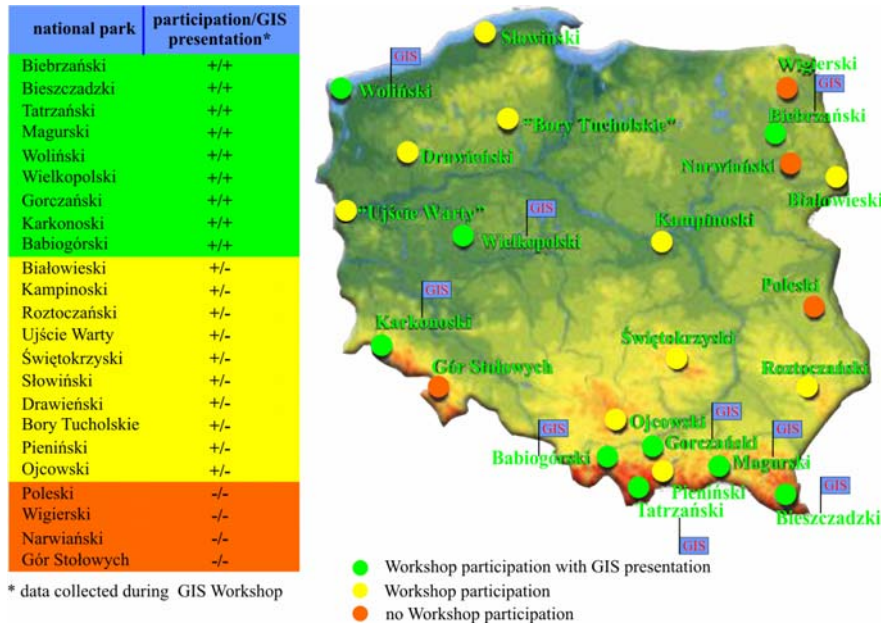 national park participation/GIS
presentation*
Biebrzański +/+
Bieszczadzki +/+
Tatrzański +/+
Magurski +/+
Woliński +/+
Wielkopolski +/+
Gorczański +/+
Karkonoski +/+
Babiogórski +/+
Białowieski +/-
Kampinoski +/-
Roztoczański +/-
Ujście Warty +/-
Świętokrzyski +/-
Słowiński +/-
Drawieński +/-
Bory Tucholskie +/-
Pieniński +/-
Ojcowski +/-
Poleski -/-
Wigierski -/-
Narwiański -/-
Gór Stołowych -/-
* data collected during GIS Workshop
Słowiński
GIS
Woliński
Wigierski
GIS
Biebrzański
"Bory Tucholskie"
Drawieński
Narwiański
Białowieski
"Ujście Warty"
GIS
Wielkopolski
Kampinoski
Poleski
GIS
Karkonoski
Świętokrzyski
Gór Stołowych
Roztoczański
Ojcowski
GIS
GIS
Gorczański
GIS
Babiogórski
Magurski
GIS
Pieniński
Tatrzański
Bieszczadzki
GIS
Workshop participation with GIS presentation
Workshop participation
no Workshop participation